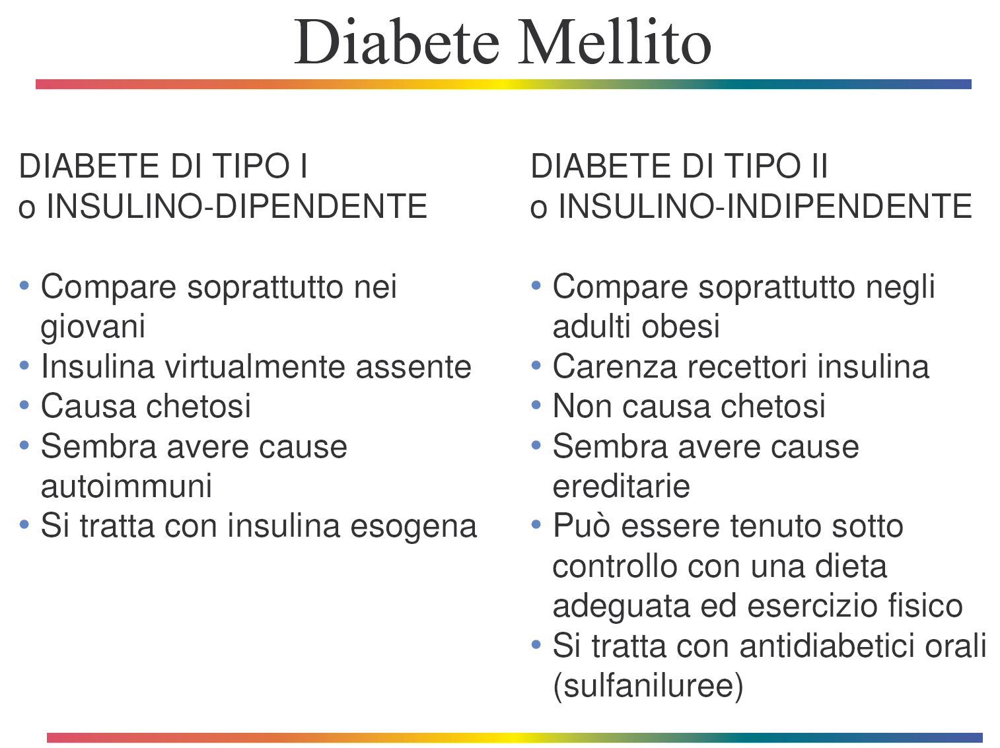 Diabete Mellito
DIABETE DI TIPO I
o INSULINO-DIPENDENTE
• Compare soprattutto nei
giovani
• Insulina virtualmente assente
• Causa chetosi
• Sembra avere cause
autoimmuni
• Si tratta con insulina esogena
DIABETE DI TIPO II
o INSULINO-INDIPENDENTE
• Compare soprattutto negli
adulti obesi
• Carenza recettori insulina
• Non causa chetosi
• Sembra avere cause
ereditarie
• Può essere tenuto sotto
controllo con una dieta
adeguata ed esercizio fisico
• Si tratta con antidiabetici orali
(sulfaniluree)